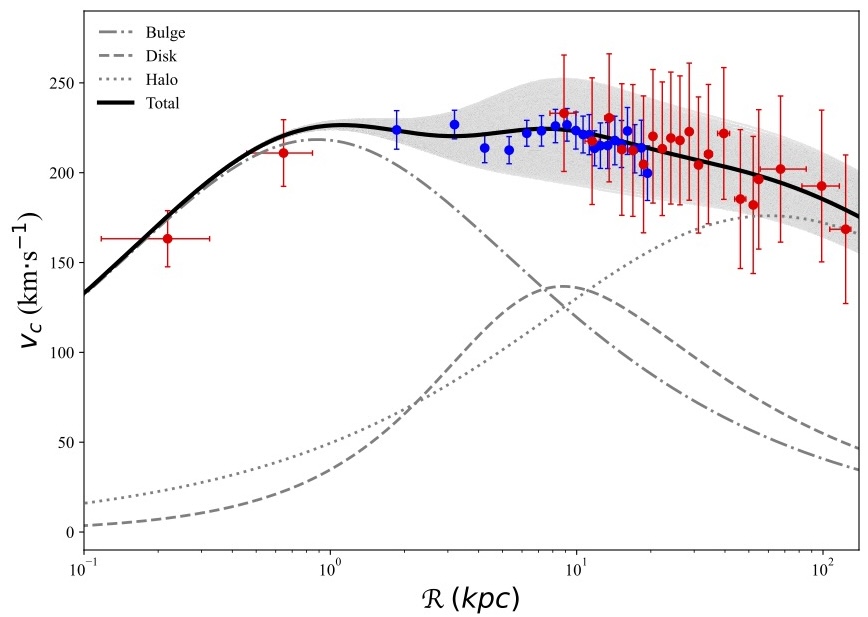 Bulge
Disk
Halo
Total
250
200
150
100
50
0
v_c (km·s⁻¹)
10⁻¹ 10⁰ 10¹ 10²
ℛ (kpc)